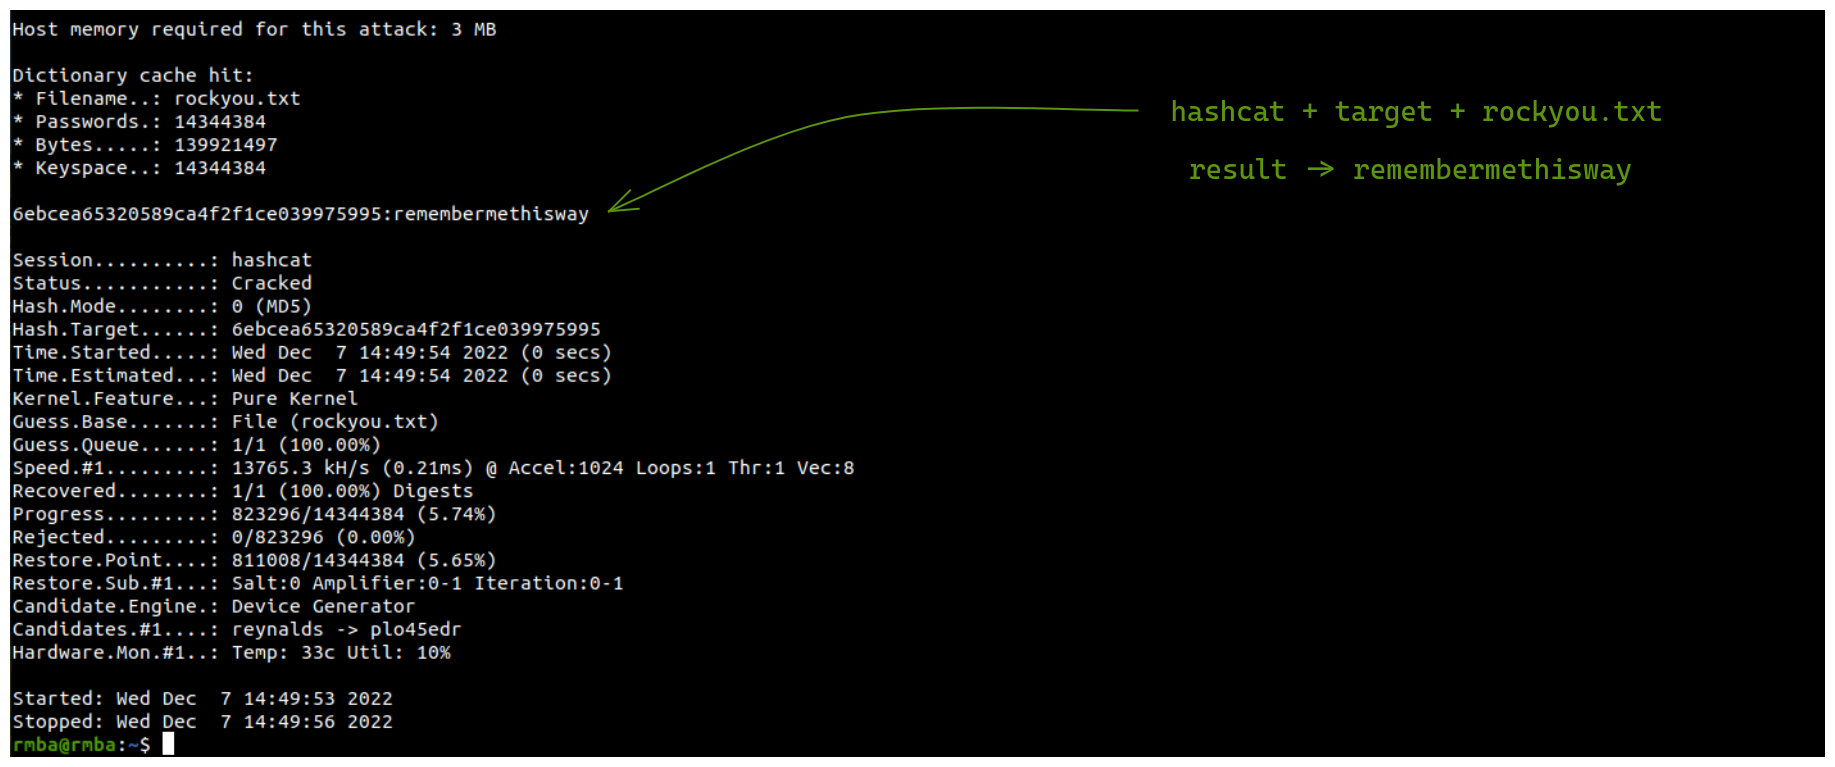 Host memory required for this attack: 3 MB
Dictionary cache hit:
* Filename..: rockyou.txt
* Passwords.: 14344384
* Bytes.....: 139921497
* Keyspace..: 14344384
hashcat + target + rockyou.txt
result → remembermethisway
6ebcea65320589ca4f2f1ce039975995:remembermethisway
Session..........: hashcat
Status...........: Cracked
Hash.Mode........: 0 (MD5)
Hash.Target......: 6ebcea65320589ca4f2f1ce039975995
Time.Started.....: Wed Dec  7 14:49:54 2022 (0 secs)
Time.Estimated...: Wed Dec  7 14:49:54 2022 (0 secs)
Kernel.Feature...: Pure Kernel
Guess.Base.......: File (rockyou.txt)
Guess.Queue......: 1/1 (100.00%)
Speed.#1.........: 13765.3 kH/s (0.21ms) @ Accel:1024 Loops:1 Thr:1 Vec:8
Recovered........: 1/1 (100.00%) Digests
Progress.........: 823296/14344384 (5.74%)
Rejected.........: 0/823296 (0.00%)
Restore.Point....: 811008/14344384 (5.65%)
Restore.Sub.#1...: Salt:0 Amplifier:0-1 Iteration:0-1
Candidate.Engine.: Device Generator
Candidates.#1....: reynalds -> plo45edr
Hardware.Mon.#1..: Temp: 33c Util: 10%
Started: Wed Dec  7 14:49:53 2022
Stopped: Wed Dec  7 14:49:56 2022
rmba@rmba:~$